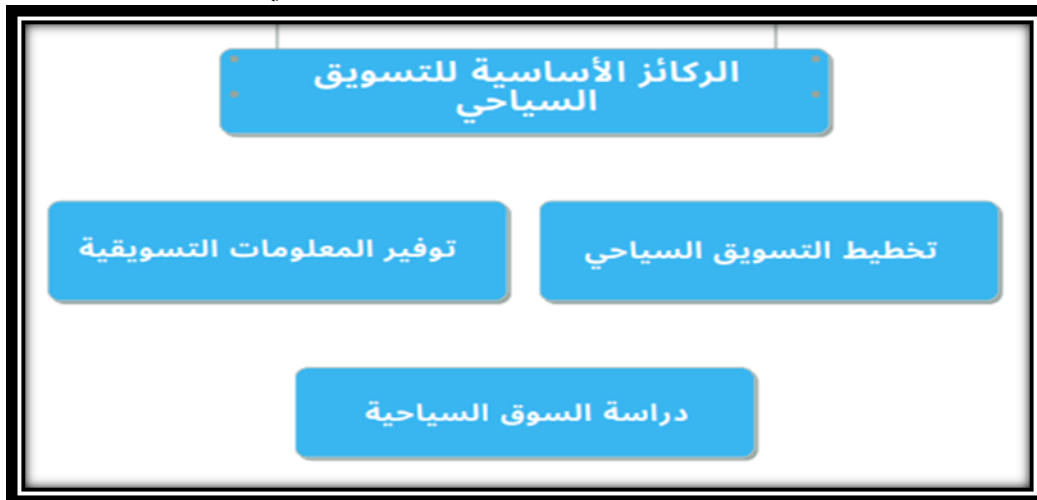 الركائز الأساسية للتسويق
السياحي
تخطيط التسويق السياحي
توفير المعلومات التسويقية
دراسة السوق السياحية